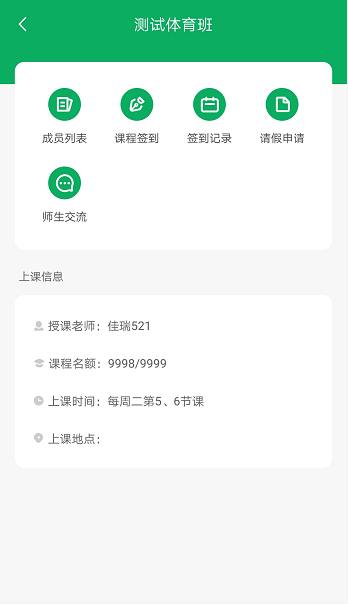 测试体育班
成员列表 课程签到 签到记录 请假申请
师生交流
上课信息
授课老师：佳瑞521
课程名额：9998/9999
上课时间：每周二第5、6节课
上课地点：